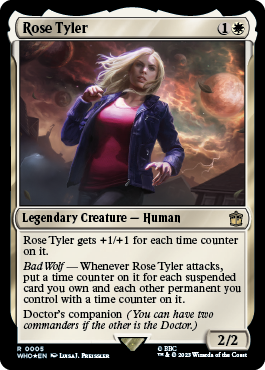 Rose Tyler 1
Legendary Creature — Human
Rose Tyler gets +1/+1 for each time counter
on it.
Bad Wolf — Whenever Rose Tyler attacks,
put a time counter on it for each suspended
card you own and each other permanent you
control with a time counter on it.
Doctor's companion (You can have two
commanders if the other is the Doctor.)
2/2
R 0005
WHO★EN Luisa J. Preissler
© BBC
™ & © 2023 Wizards of the Coast